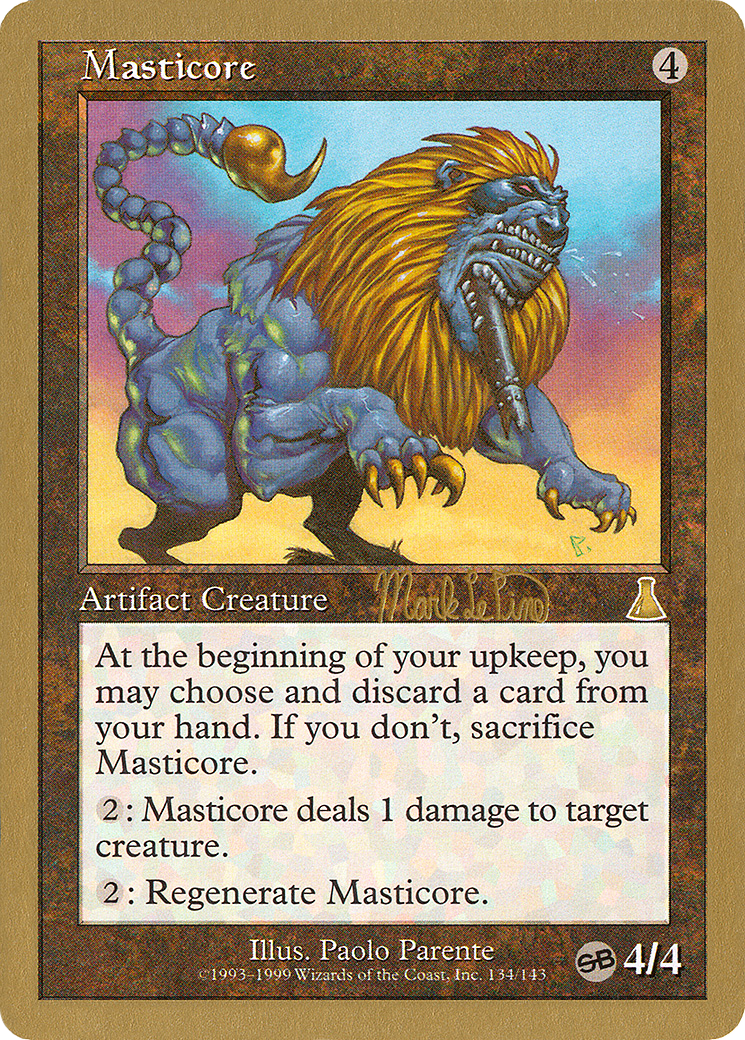 Masticore 4
Mark Le Pine
Artifact Creature
At the beginning of your upkeep, you
may choose and discard a card from
your hand. If you don't, sacrifice
Masticore.
2: Masticore deals 1 damage to target
creature.
2: Regenerate Masticore.
Illus. Paolo Parente
©1993-1999 Wizards of the Coast, Inc. 134/143
SB 4/4
P.